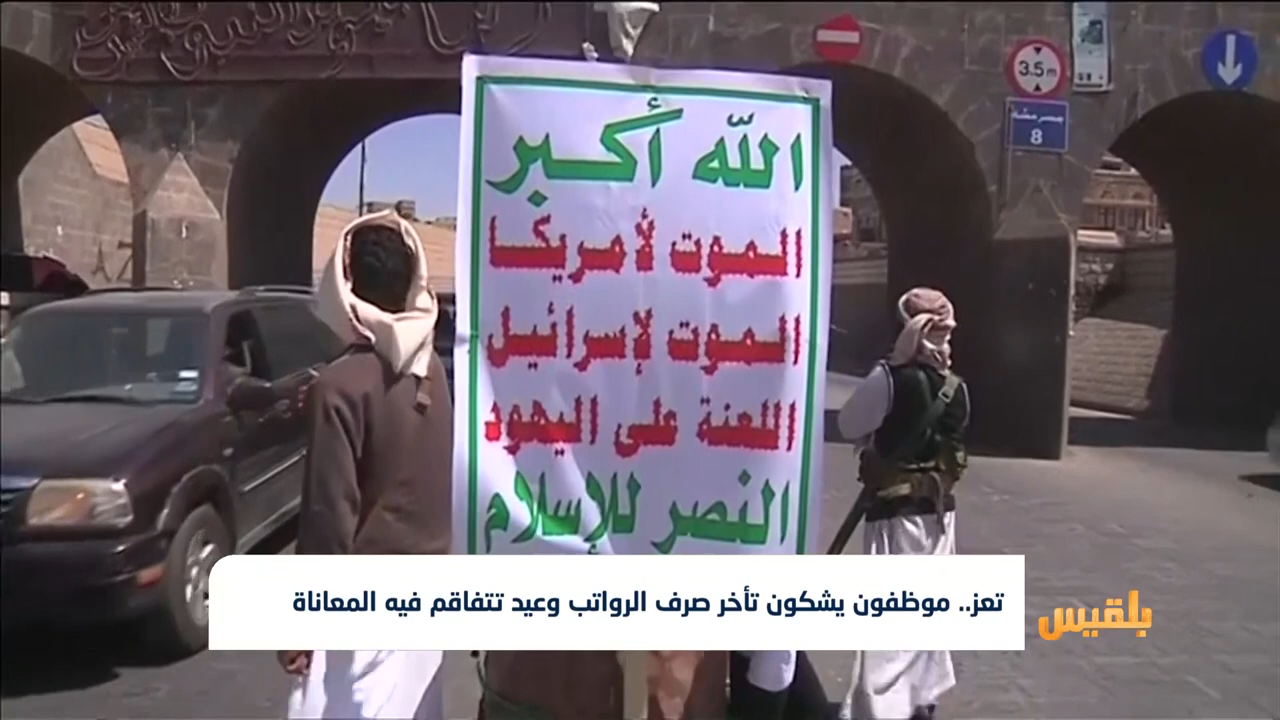 3.5 m
8
الله أكبر
الموت لأمريكا
الموت لإسرائيل
اللعنة على اليهود
النصر للإسلام
تعز.. موظفون يشكون تأخر صرف الرواتب وعيد تتفاقم فيه المعاناة
بلقيس